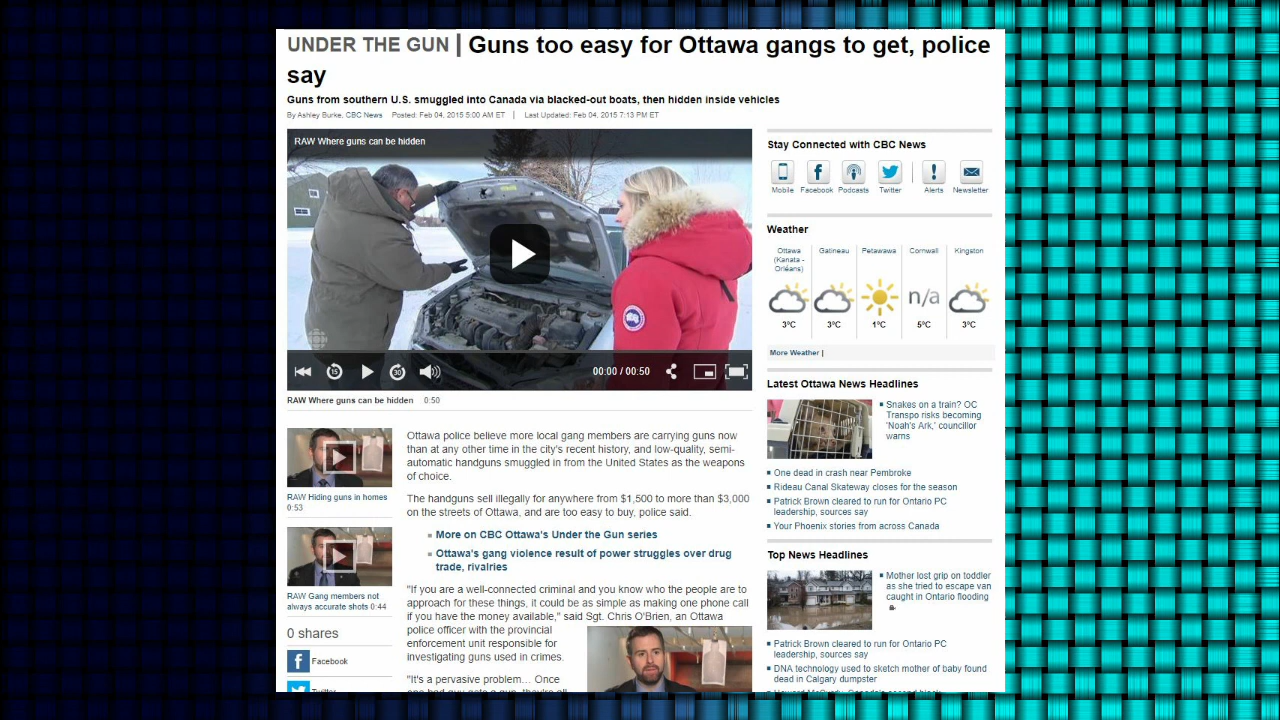 UNDER THE GUN | Guns too easy for Ottawa gangs to get, police
say
Guns from southern U.S. smuggled into Canada via blacked-out boats, then hidden inside vehicles
By Ashley Burke, CBC News Posted: Feb 04, 2015 5:00 AM ET | Last Updated: Feb 04, 2015 7:13 PM ET
RAW Where guns can be hidden
15
30
00:00 / 00:50
RAW Where guns can be hidden 0:50
RAW Hiding guns in homes
0:53
RAW Gang members not
always accurate shots 0:44
0 shares
Facebook
Ottawa police believe more local gang members are carrying guns now
than at any other time in the city's recent history, and low-quality, semi-
automatic handguns smuggled in from the United States as the weapons
of choice.
The handguns sell illegally for anywhere from $1,500 to more than $3,000
on the streets of Ottawa, and are too easy to buy, police said.
More on CBC Ottawa's Under the Gun series
Ottawa's gang violence result of power struggles over drug
trade, rivalries
"If you are a well-connected criminal and you know who the people are to
approach for these things, it could be as simple as making one phone call
if you have the money available," said Sgt. Chris O'Brien, an Ottawa
police officer with the provincial
enforcement unit responsible for
investigating guns used in crimes.
"It's a pervasive problem... Once
Stay Connected with CBC News
Mobile Facebook Podcasts Twitter Alerts Newsletter
Weather
Ottawa
(Kanata -
Orléans)
3°C
Gatineau
3°C
Petawawa
1°C
Cornwall
n/a
5°C
Kingston
3°C
More Weather |
Latest Ottawa News Headlines
Snakes on a train? OC
Transpo risks becoming
'Noah's Ark,' councillor
warns
One dead in crash near Pembroke
Rideau Canal Skateway closes for the season
Patrick Brown cleared to run for Ontario PC
leadership, sources say
Your Phoenix stories from across Canada
Top News Headlines
Mother lost grip on toddler
as she tried to escape van
caught in Ontario flooding
Patrick Brown cleared to run for Ontario PC
leadership, sources say
DNA technology used to sketch mother of baby found
dead in Calgary dumpster